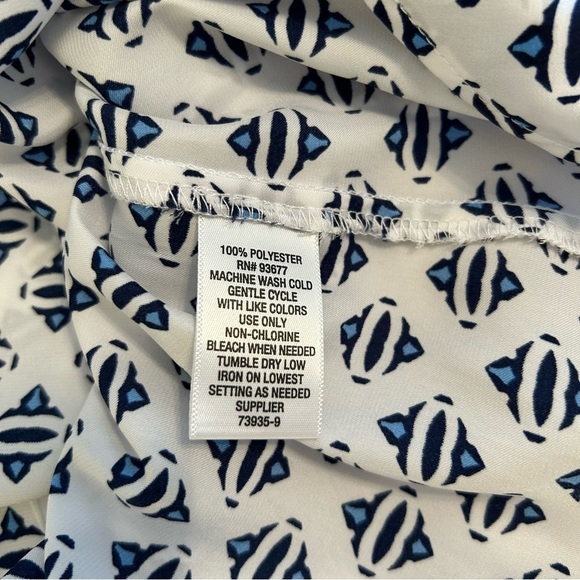 100% POLYESTER
RN# 93677
MACHINE WASH COLD
GENTLE CYCLE
WITH LIKE COLORS
USE ONLY
NON-CHLORINE
BLEACH WHEN NEEDED
TUMBLE DRY LOW
IRON ON LOWEST
SETTING AS NEEDED
SUPPLIER
73935-9